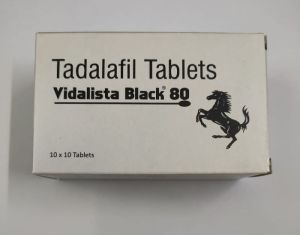 Tadalafil Tablets
Vidalista Black® 80
10 x 10 Tablets